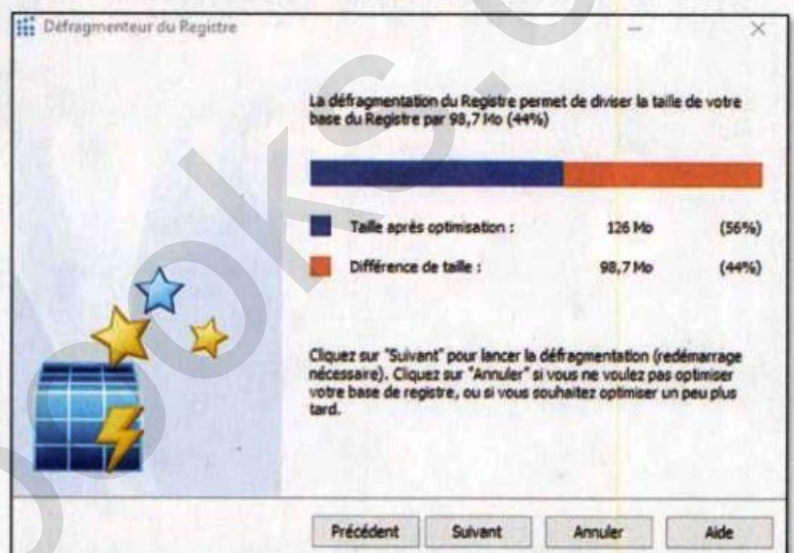 Défragmenteur du Registre
La défragmentation du Registre permet de diviser la taille de votre
base du Registre par 98,7 Mo (44%)
Taille après optimisation : 126 Mo (56%)
Différence de taille : 98,7 Mo (44%)
Cliquez sur "Suivant" pour lancer la défragmentation (redémarrage
nécessaire). Cliquez sur "Annuler" si vous ne voulez pas optimiser
votre base de registre, ou si vous souhaitez optimiser un peu plus
tard.
Précédent Suivant Annuler Aide